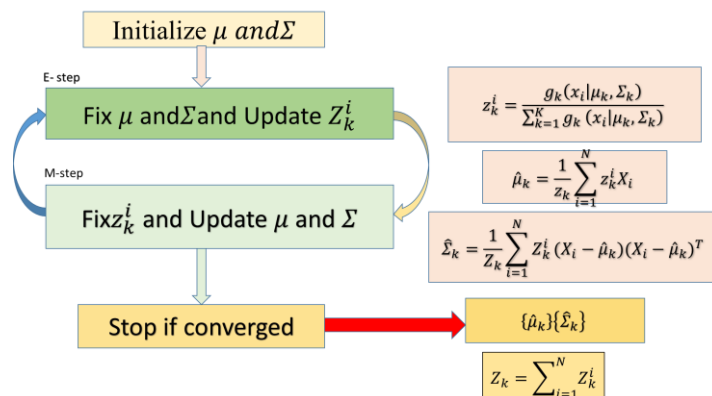 Initialize μ andΣ
E- step
Fix μ andΣand Update Z_k^i
z_k^i = g_k(x_i|μ_k, Σ_k) / Σ_{k=1}^K g_k (x_i|μ_k, Σ_k)
μ̂_k = 1/z_k Σ_{i=1}^N z_k^i X_i
M-step
Fixz_k^i and Update μ and Σ
Σ̂_k = 1/Z_k Σ_{i=1}^N Z_k^i (X_i − μ̂_k)(X_i − μ̂_k)^T
Stop if converged
{μ̂_k}{Σ̂_k}
Z_k = Σ_{i=1}^N Z_k^i